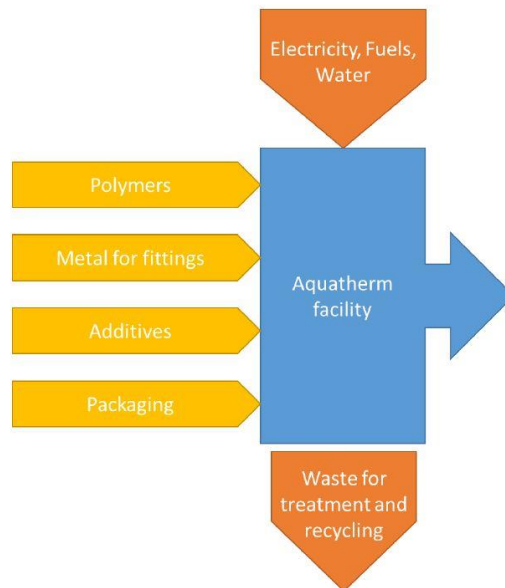 Electricity, Fuels,
Water
Polymers
Metal for fittings
Aquatherm
facility
Additives
Packaging
Waste for
treatment and
recycling